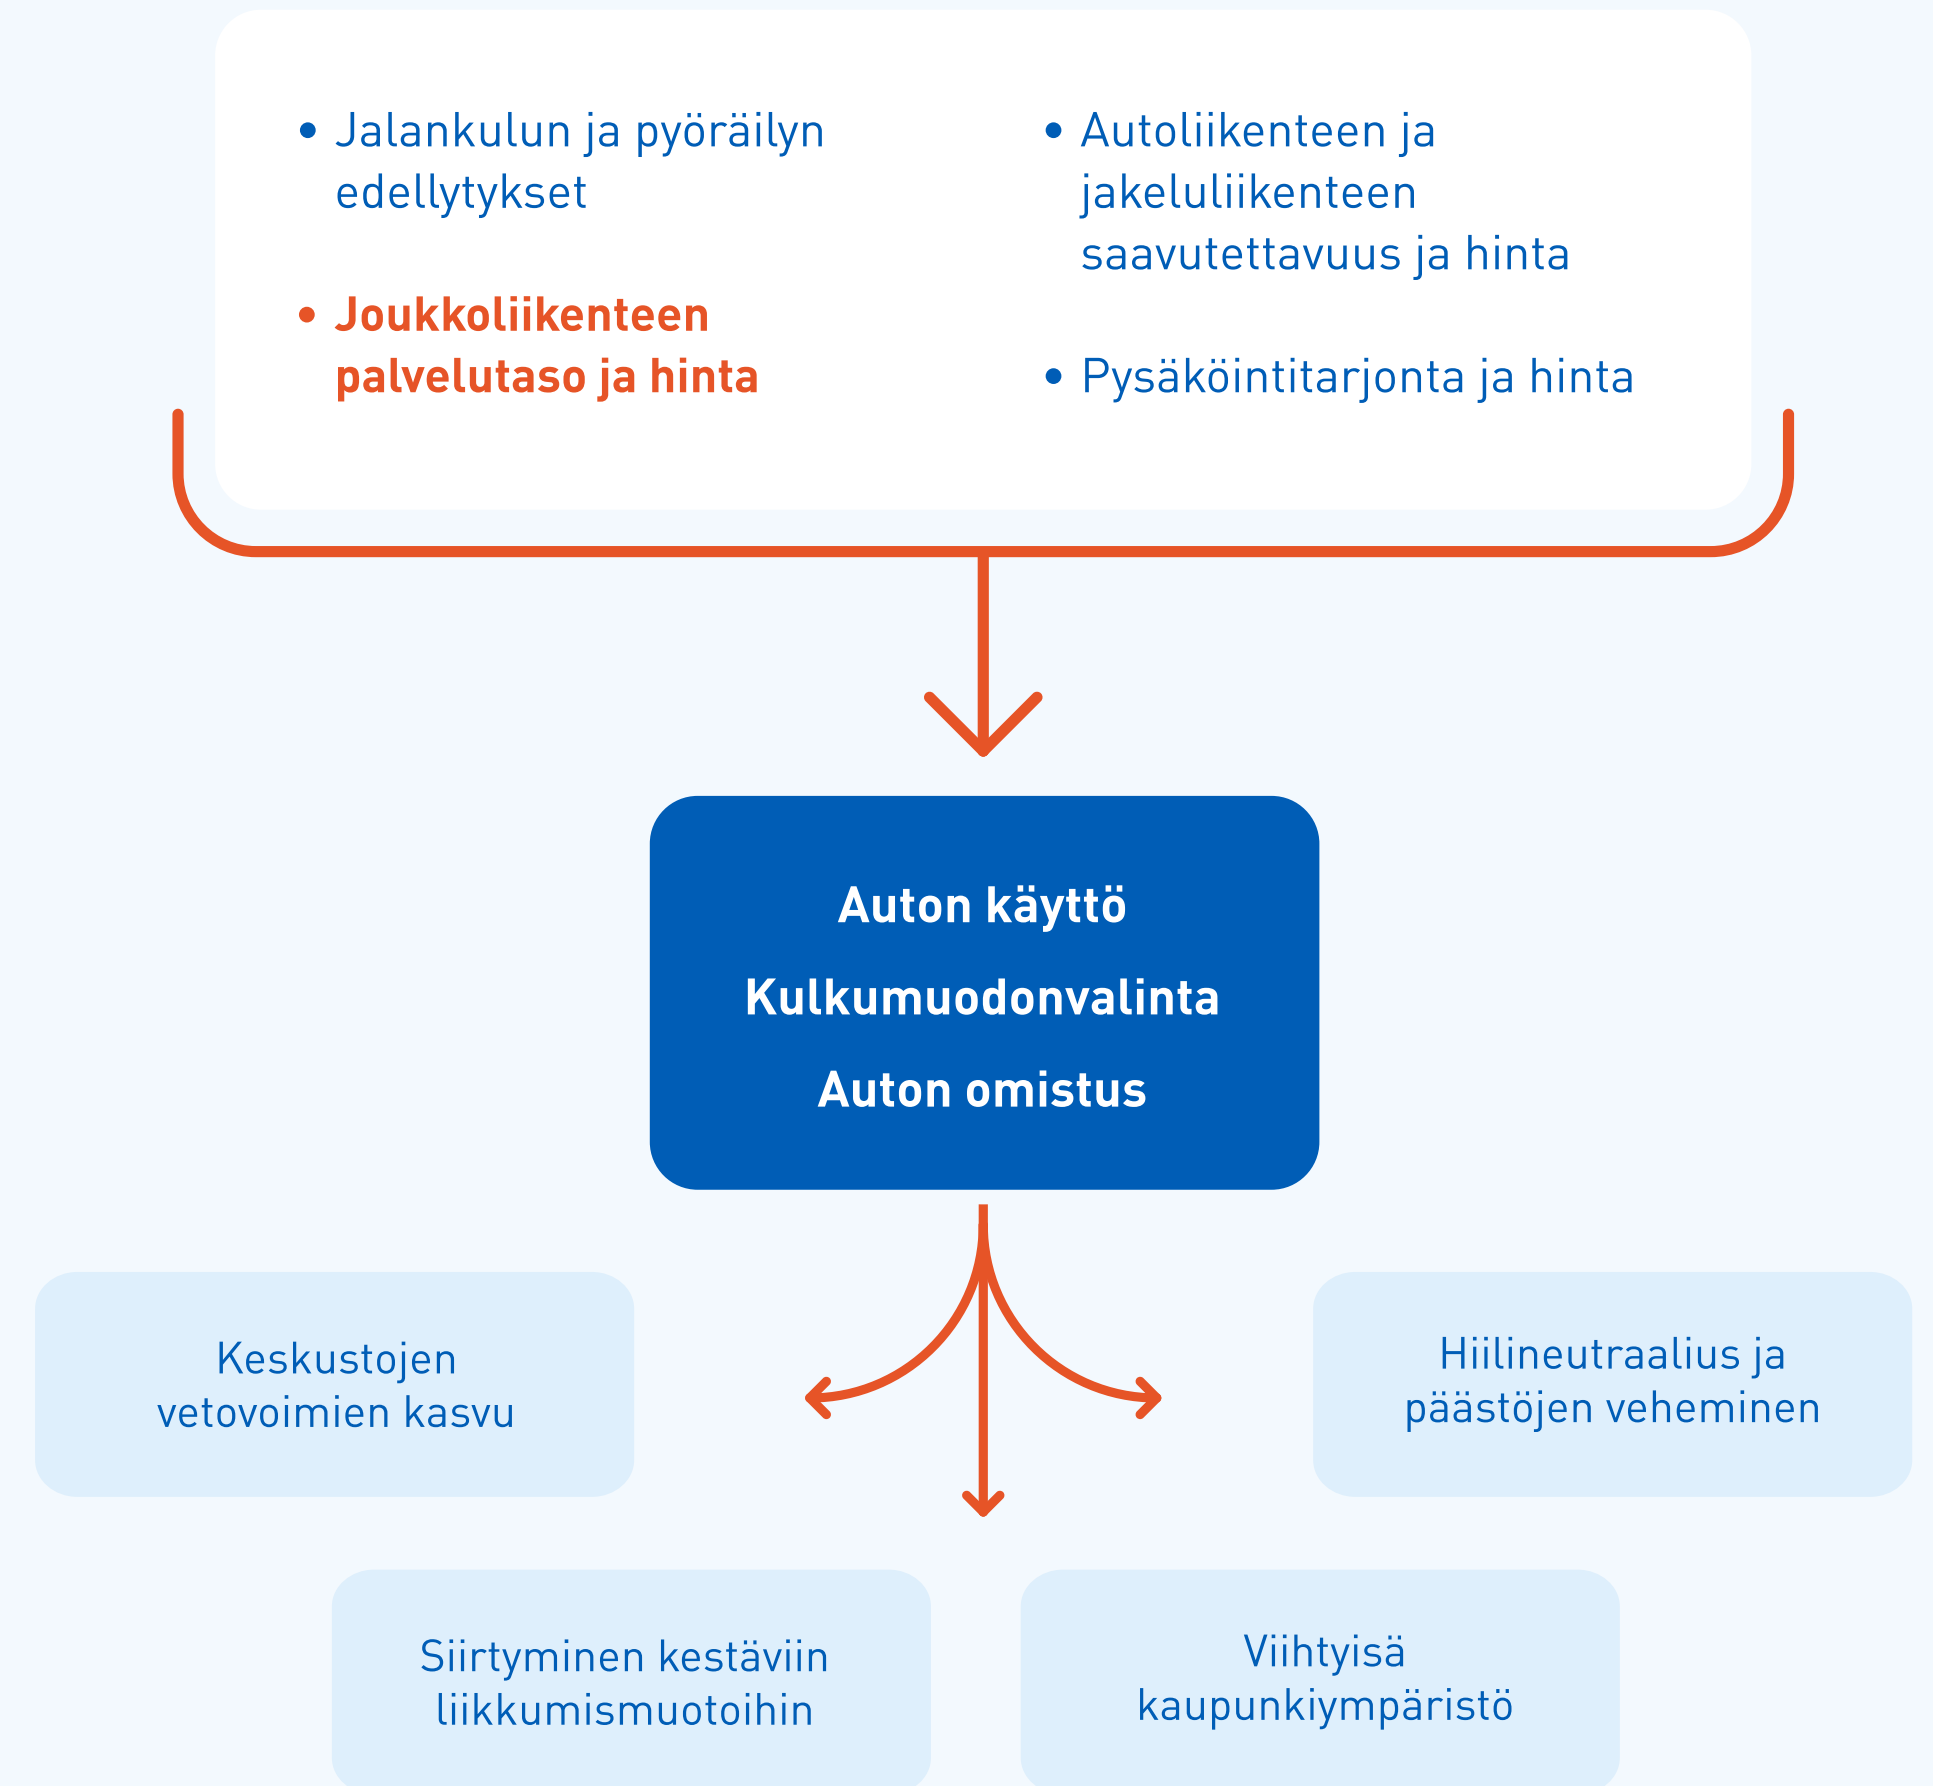 • Jalankulun ja pyöräilyn
edellytykset
• Joukkoliikenteen
palvelutaso ja hinta
• Autoliikenteen ja
jakeluliikenteen
saavutettavuus ja hinta
• Pysäköintitarjonta ja hinta
Auton käyttö
Kulkumuodonvalinta
Auton omistus
Keskustojen
vetovoimien kasvu
Hiilineutraalius ja
päästöjen veheminen
Siirtyminen kestäviin
liikkumismuotoihin
Viihtyisä
kaupunkiympäristö